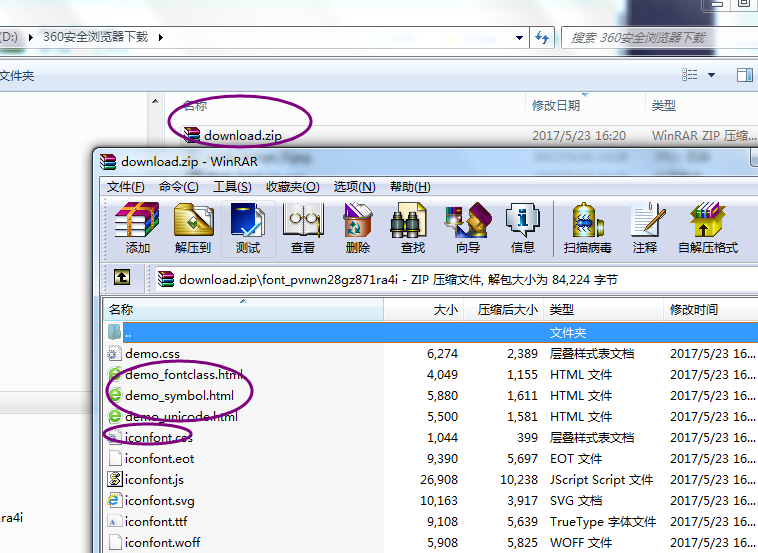 (D:) ▸ 360安全浏览器下载 ▸ 搜索 360安全浏览器下载
文件夹
名称 修改日期 类型
download.zip 2017/5/23 16:20 WinRAR ZIP 压缩...
download.zip - WinRAR
文件(F) 命令(C) 工具(S) 收藏夹(O) 选项(N) 帮助(H)
添加 解压到 测试 查看 删除 查找 向导 信息 扫描病毒 注释 自解压格式
download.zip\font_pvnwn28gz871ra4i - ZIP 压缩文件, 解包大小为 84,224 字节
名称 大小 压缩后大小 类型 修改时间
.. 文件夹
demo.css 6,274 2,389 层叠样式表文档 2017/5/23 16...
demo_fontclass.html 4,049 1,155 HTML 文件 2017/5/23 16...
demo_symbol.html 5,880 1,611 HTML 文件 2017/5/23 16...
demo_unicode.html 5,500 1,581 HTML 文件 2017/5/23 16...
iconfont.css 1,044 399 层叠样式表文档 2017/5/23 16...
iconfont.eot 9,390 5,697 EOT 文件 2017/5/23 16...
iconfont.js 26,908 10,238 JScript Script 文件 2017/5/23 16...
iconfont.svg 10,163 3,917 SVG 文档 2017/5/23 16...
ra4i
iconfont.ttf 9,108 5,639 TrueType 字体文件 2017/5/23 16...
iconfont.woff 5,908 5,825 WOFF 文件 2017/5/23 16...